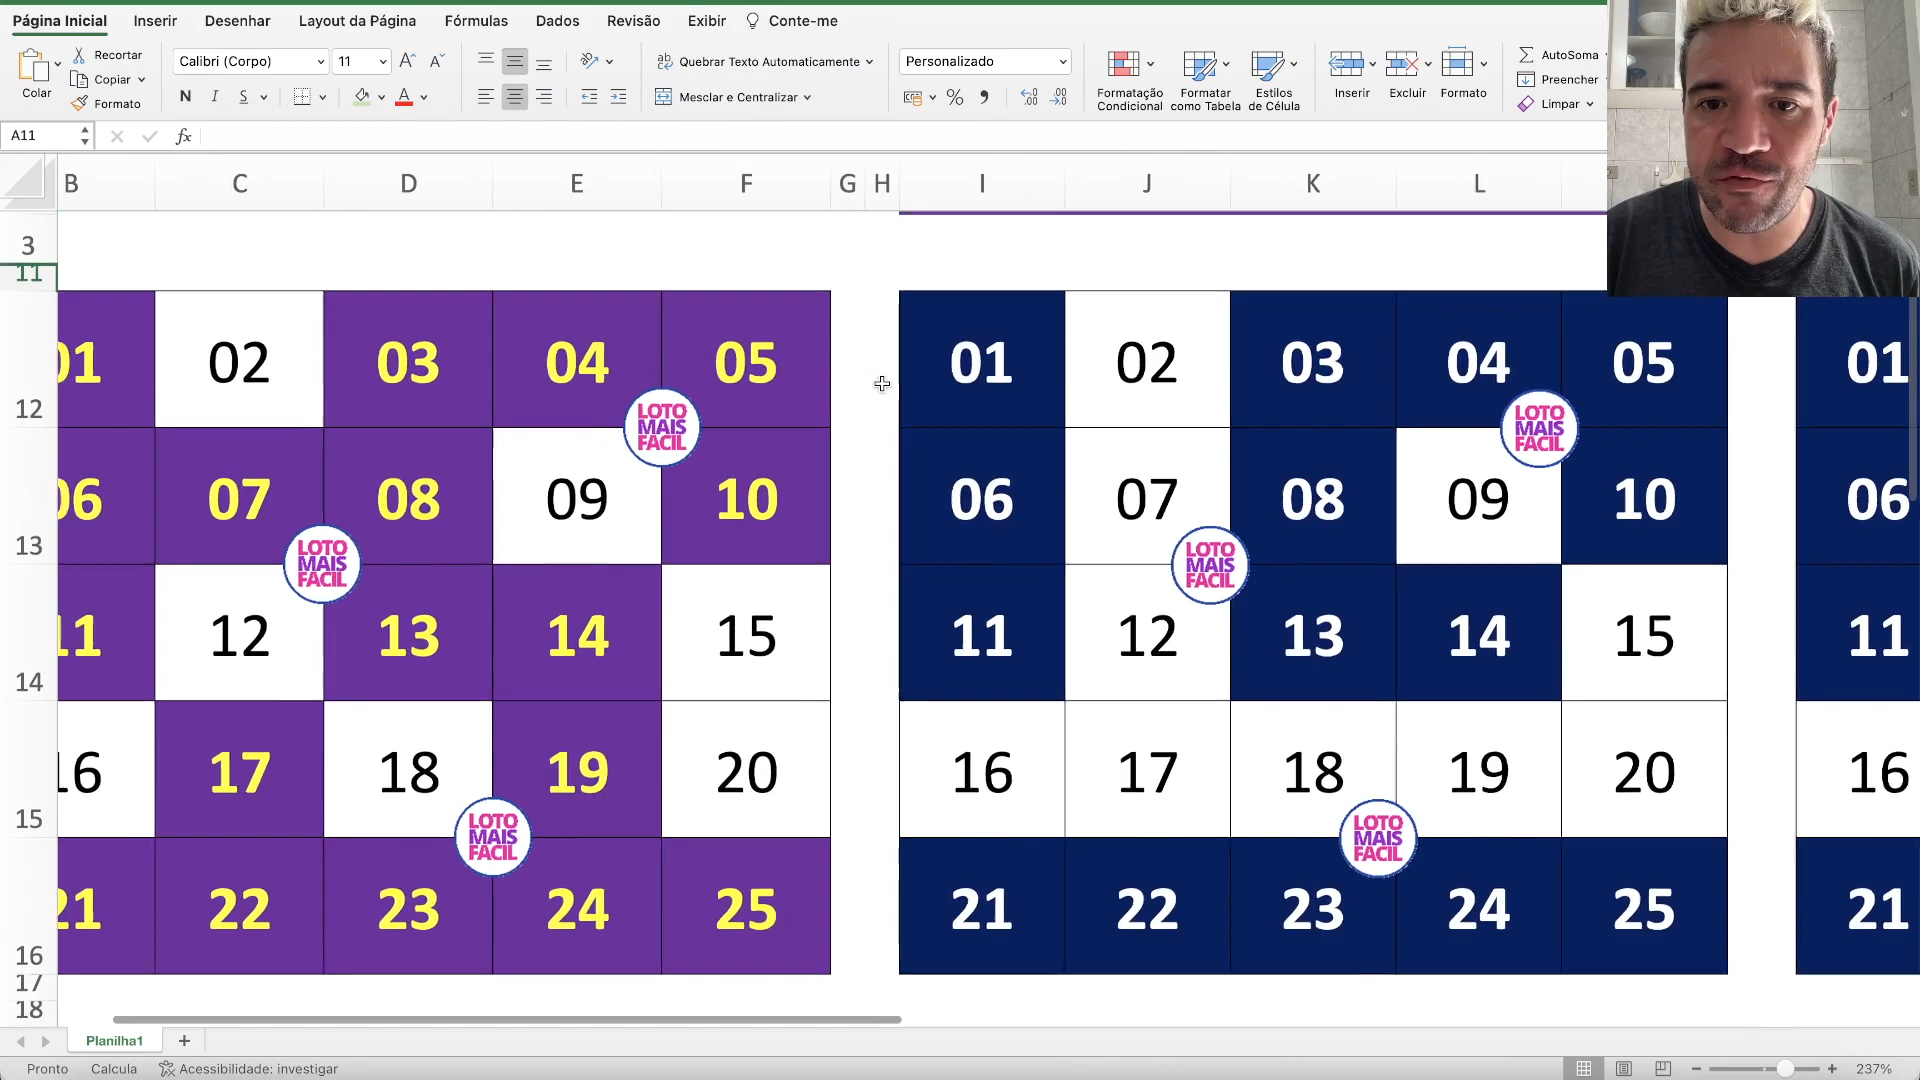 Página Inicial Inserir Desenhar Layout da Página Fórmulas Dados Revisão Exibir Conte-me
Colar
Recortar
Copiar
Formato
Calibri (Corpo) 11
N I S
Quebrar Texto Automaticamente
Mesclar e Centralizar
Personalizado
Formatação Condicional
Formatar como Tabela
Estilos de Célula
Inserir
Excluir
Formato
AutoSoma
Preencher
Limpar
A11 fx
B C D E F G H I J K L
3
11
12 01 02 03 04 05 01 02 03 04 05 01
LOTO MAIS FACIL LOTO MAIS FACIL
13 06 07 08 09 10 06 07 08 09 10 06
LOTO MAIS FACIL LOTO MAIS FACIL
14 11 12 13 14 15 11 12 13 14 15 11
15 16 17 18 19 20 16 17 18 19 20 16
LOTO MAIS FACIL LOTO MAIS FACIL
16 21 22 23 24 25 21 22 23 24 25 21
17
18
Planilha1
Pronto Calcula Acessibilidade: investigar 237%